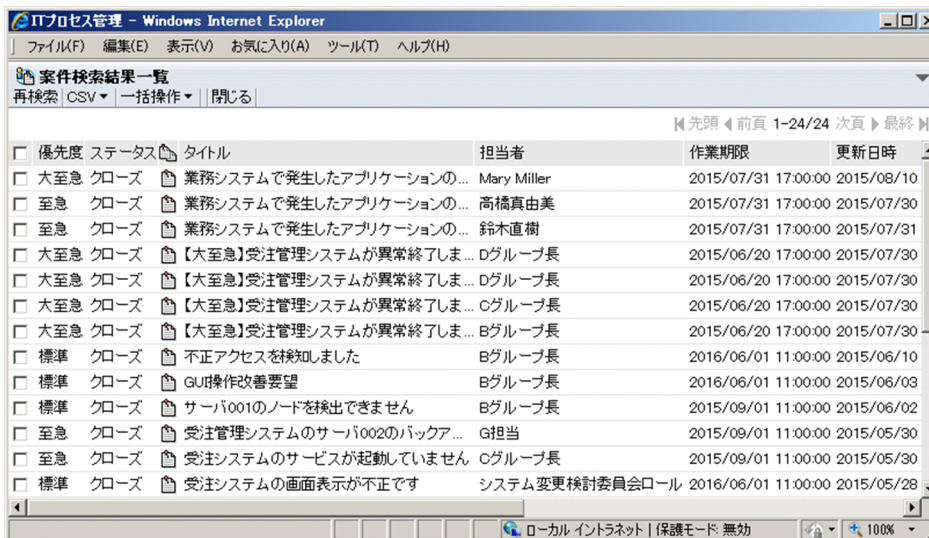 ITプロセス管理 - Windows Internet Explorer
ファイル(F) 編集(E) 表示(V) お気に入り(A) ツール(T) ヘルプ(H)
案件検索結果一覧
再検索 CSV▼ 一括操作▼ 閉じる
先頭 前頁 1-24/24 次頁 最終
優先度 ステータス タイトル 担当者 作業期限 更新日時
大至急 クローズ 業務システムで発生したアプリケーションの... Mary Miller 2015/07/31 17:00:00 2015/08/10
至急 クローズ 業務システムで発生したアプリケーションの... 高橋真由美 2015/07/31 17:00:00 2015/07/30
至急 クローズ 業務システムで発生したアプリケーションの... 鈴木直樹 2015/07/31 17:00:00 2015/07/31
大至急 クローズ 【大至急】受注管理システムが異常終了しま... Dグループ長 2015/06/20 17:00:00 2015/07/30
大至急 クローズ 【大至急】受注管理システムが異常終了しま... Dグループ長 2015/06/20 17:00:00 2015/07/30
大至急 クローズ 【大至急】受注管理システムが異常終了しま... Cグループ長 2015/06/20 17:00:00 2015/07/30
大至急 クローズ 【大至急】受注管理システムが異常終了しま... Bグループ長 2015/06/20 17:00:00 2015/07/30
標準 クローズ 不正アクセスを検知しました Bグループ長 2016/06/01 11:00:00 2015/06/10
標準 クローズ GUI操作改善要望 Bグループ長 2016/06/01 11:00:00 2015/06/03
標準 クローズ サーバ001のノードを検出できません Bグループ長 2015/09/01 11:00:00 2015/06/02
至急 クローズ 受注管理システムのサーバ002のバックア... G担当 2015/09/01 11:00:00 2015/05/30
至急 クローズ 受注システムのサービスが起動していません Cグループ長 2015/09/01 11:00:00 2015/05/30
標準 クローズ 受注システムの画面表示が不正です システム変更検討委員会ロール 2016/06/01 11:00:00 2015/05/28
ローカル イントラネット | 保護モード: 無効 100%